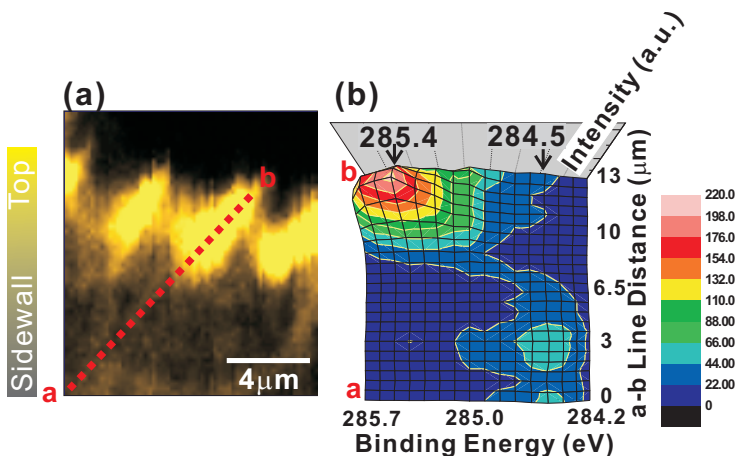 (a)
(b)
Top
Sidewall
a
b
4μm
285.4
284.5
Intensity (a.u.)
b
a
13
10
6.5
3
0
a-b Line Distance (μm)
285.7
285.0
284.2
Binding Energy (eV)
220.0
198.0
176.0
154.0
132.0
110.0
88.00
66.00
44.00
22.00
0